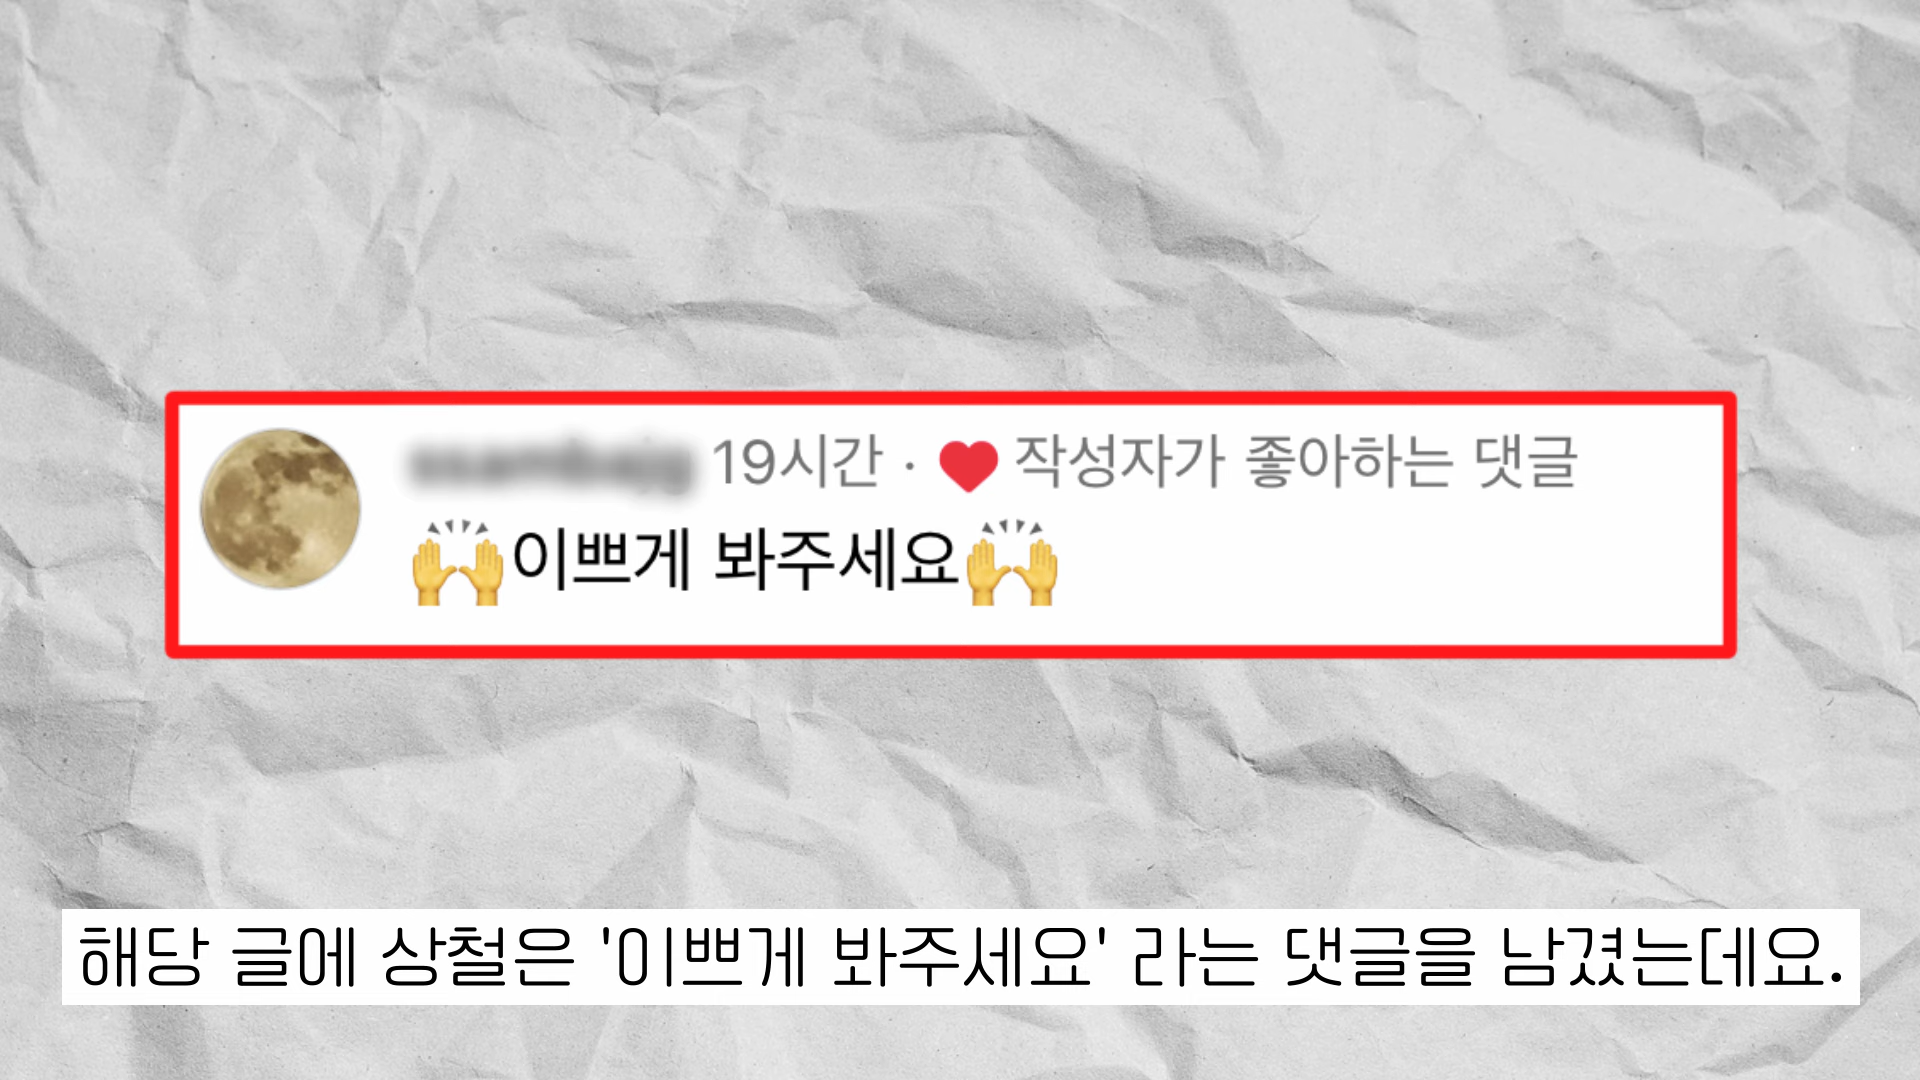 19시간 · ❤️ 작성자가 좋아하는 댓글
🙌이쁘게 봐주세요🙌
해당 글에 상철은 '이쁘게 봐주세요' 라는 댓글을 남겼는데요.